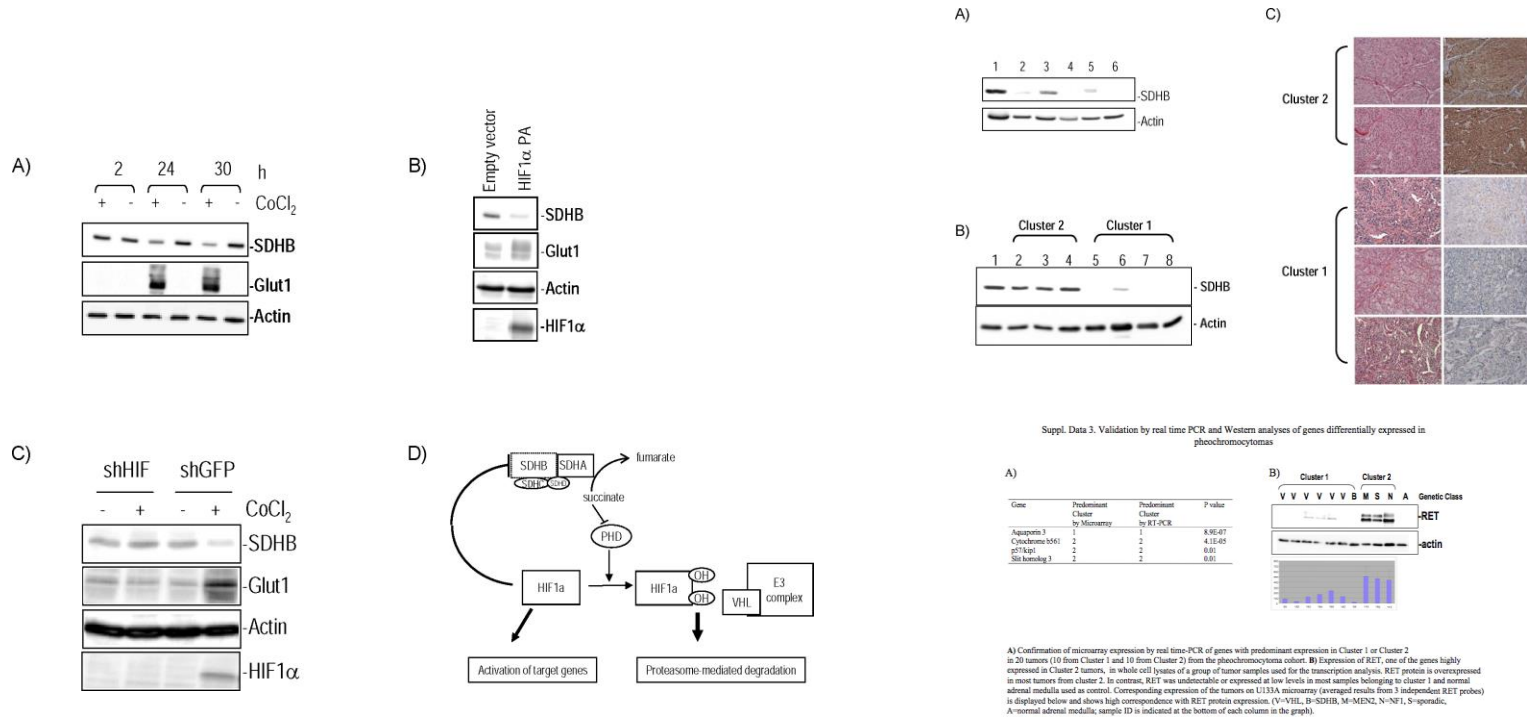 A)
2 24 30 h
+ - + - + - CoCl2
-SDHB
-Glut1
-Actin
B)
Empty vector
HIF1α PA
-SDHB
-Glut1
-Actin
-HIF1α
C)
shHIF shGFP
- + - + CoCl2
-SDHB
-Glut1
-Actin
-HIF1α
D)
SDHB SDHA
SDHC SDHD
fumarate
succinate
PHD
HIF1a HIF1a
OH
OH
VHL
E3
complex
Activation of target genes Proteasome-mediated degradation
A)
1 2 3 4 5 6
-SDHB
-Actin
B)
Cluster 2 Cluster 1
1 2 3 4 5 6 7 8
- SDHB
- Actin
C)
Cluster 2
Cluster 1
Suppl. Data 3. Validation by real time PCR and Western analyses of genes differentially expressed in
pheochromocytomas
A)
Gene Predominant Predominant P value
Cluster Cluster
by Microarray by RT-PCR
Aquaporin 3 1 1 8.9E-07
Cytochrome b561 2 2 4.1E-05
p57/kip1 2 2 0.01
Slit homolog 3 2 2 0.01
B)
Cluster 1 Cluster 2
V V V V V V B M S N A Genetic Class
-RET
-actin
A) Confirmation of microarray expression by real time-PCR of genes with predominant expression in Cluster 1 or Cluster 2
in 20 tumors (10 from Cluster 1 and 10 from Cluster 2) from the pheochromocytoma cohort. B) Expression of RET, one of the genes highly
expressed in Cluster 2 tumors, in whole cell lysates of a group of tumor samples used for the transcription analysis. RET protein is overexpressed
in most tumors from cluster 2. In contrast, RET was undetectable or expressed at low levels in most samples belonging to cluster 1 and normal
adrenal medulla used as control. Corresponding expression of the tumors on U133A microarray (averaged results from 3 independent RET probes)
is displayed below and shows high correspondence with RET protein expression. (V=VHL, B=SDHB, M=MEN2, N=NF1, S=sporadic,
A=normal adrenal medulla; sample ID is indicated at the bottom of each column in the graph).